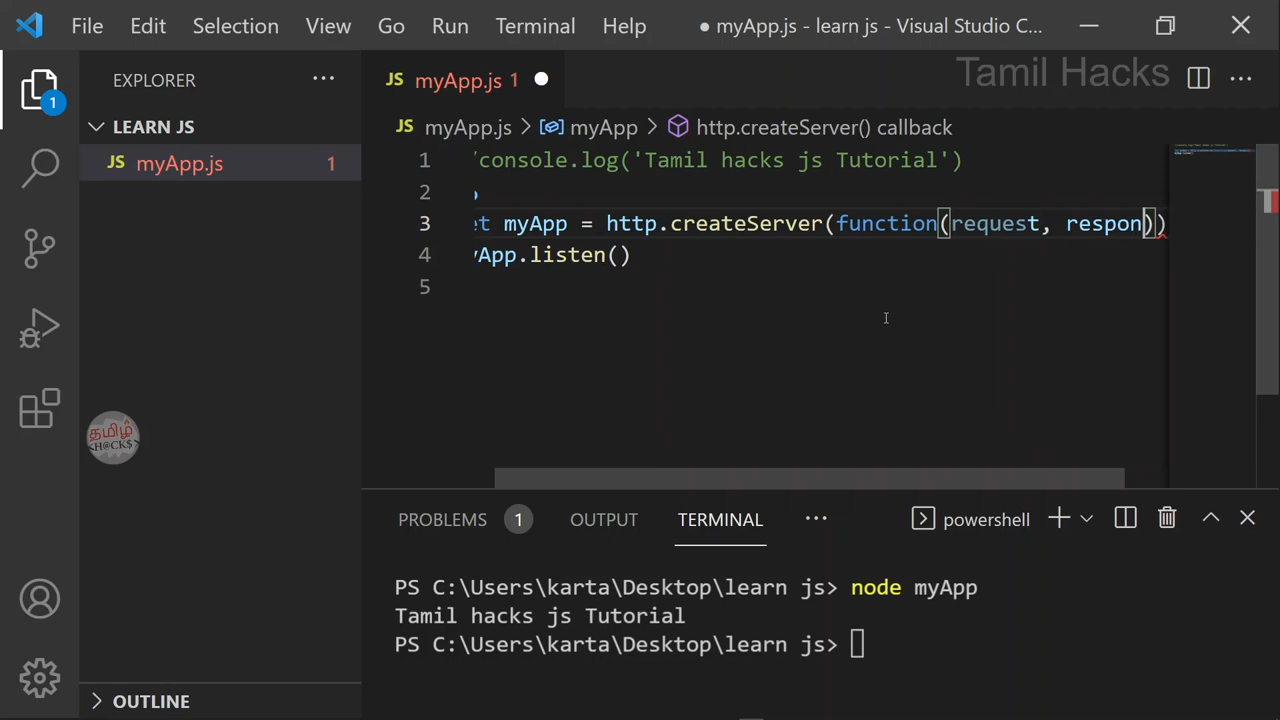 File Edit Selection View Go Run Terminal Help
● myApp.js - learn js - Visual Studio C...
Tamil Hacks
EXPLORER ...
JS myApp.js 1 ●
LEARN JS
JS myApp.js > myApp > http.createServer() callback
JS myApp.js 1
1
1 /console.log('Tamil hacks js Tutorial')
2
3 et myApp = http.createServer(function(request, respon))
4 yApp.listen()
5
தமிழ்
<H@CK$>
PROBLEMS 1 OUTPUT TERMINAL ... powershell
PS C:\Users\karta\Desktop\learn js> node myApp
Tamil hacks js Tutorial
PS C:\Users\karta\Desktop\learn js>
OUTLINE